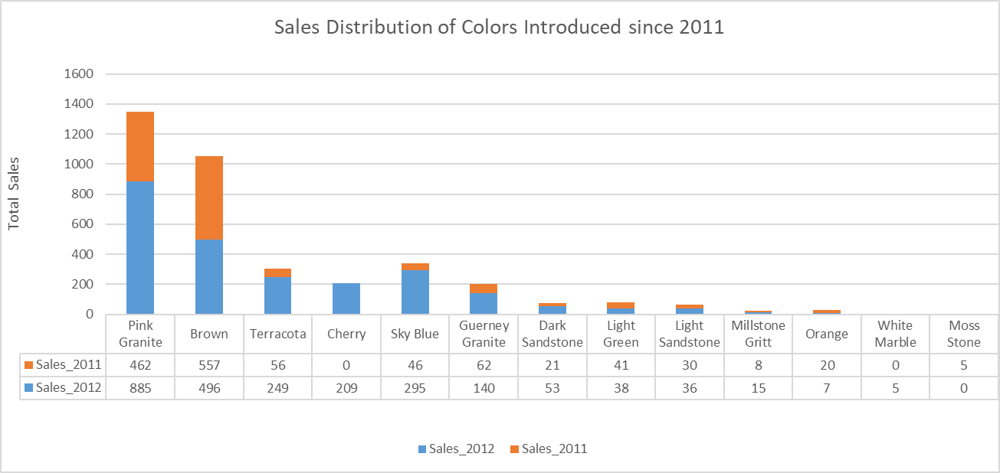 Sales Distribution of Colors Introduced since 2011
Total Sales
1600
1400
1200
1000
800
600
400
200
0
Pink Granite Brown Terracota Cherry Sky Blue Guerney Granite Dark Sandstone Light Green Light Sandstone Millstone Gritt Orange White Marble Moss Stone
Sales_2011 462 557 56 0 46 62 21 41 30 8 20 0 5
Sales_2012 885 496 249 209 295 140 53 38 36 15 7 5 0
Sales_2012 Sales_2011